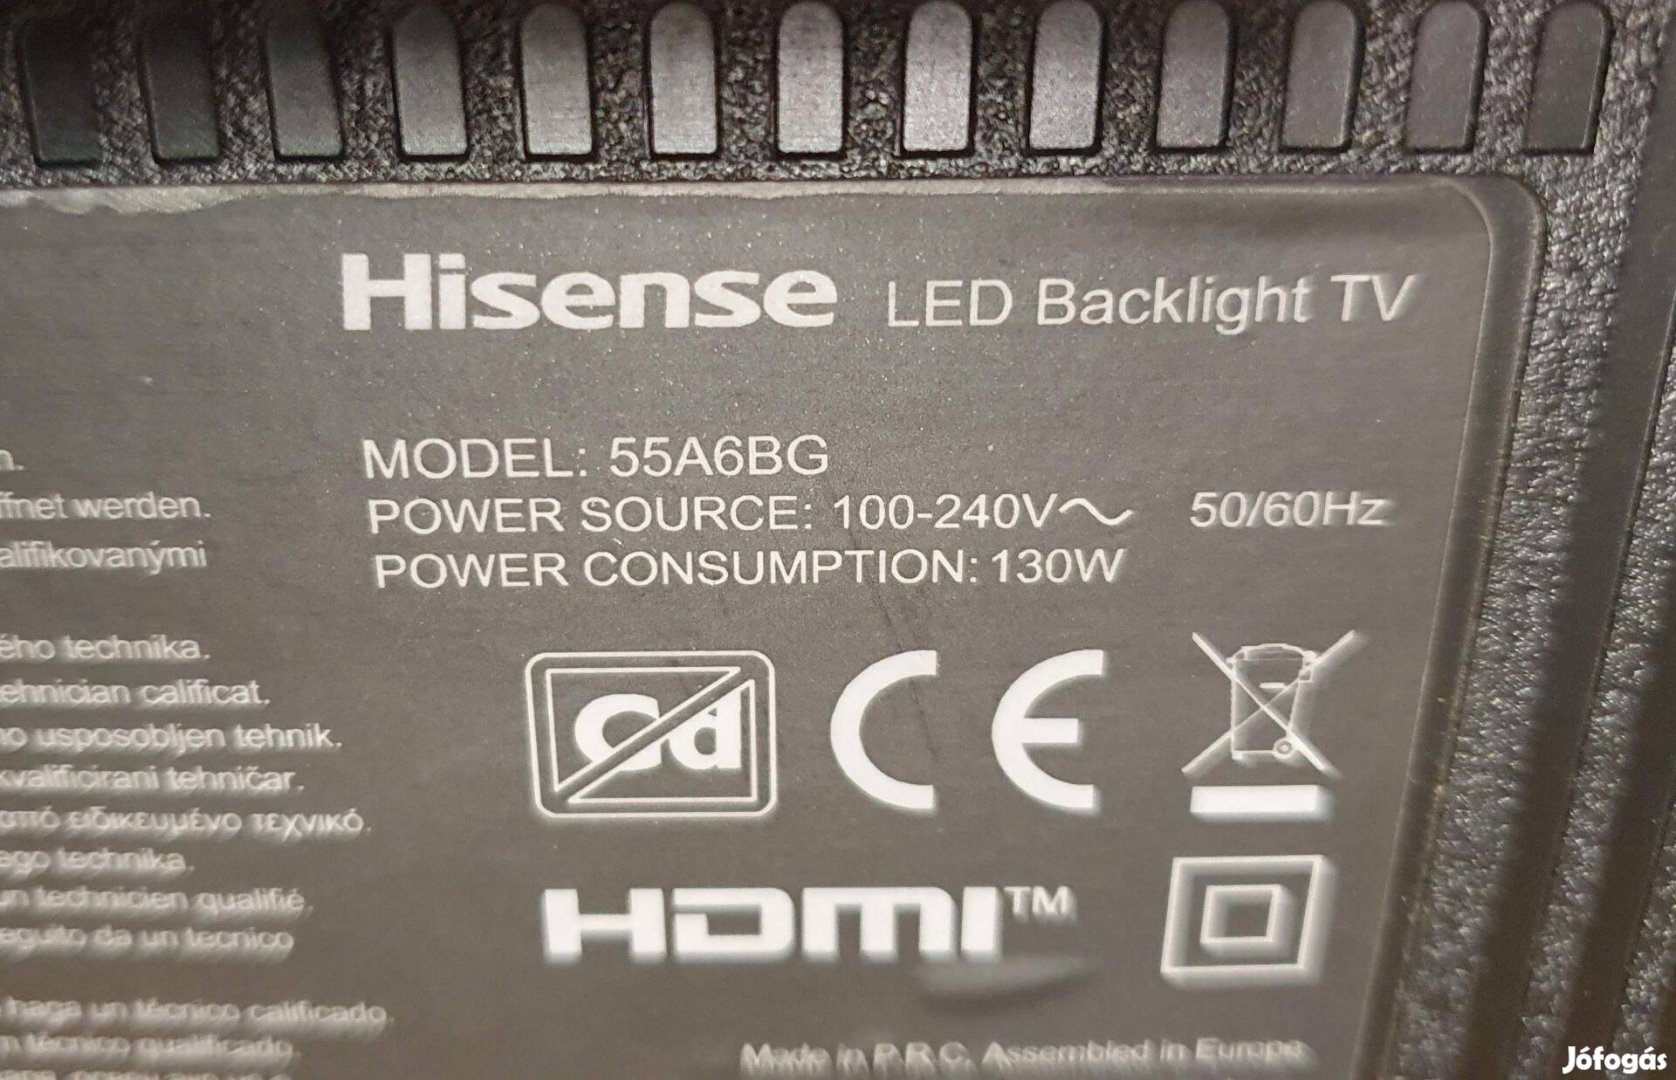 Hisense LED Backlight TV
MODEL: 55A6BG
POWER SOURCE: 100-240V～ 50/60Hz
POWER CONSUMPTION: 130W
n.
ffnet werden.
alifikovanými
ého technika.
ehnician calificat.
no usposobljen tehnik.
kvalificirani tehničar.
από ειδικευμένο τεχνικό.
ego technika.
un technicien qualifié.
eguito da un tecnico
haga un técnico calificado.
m técnico qualificado.
Cd
CE
HDMI™
Made in P.R.C. Assembled in Europe
Jófogás